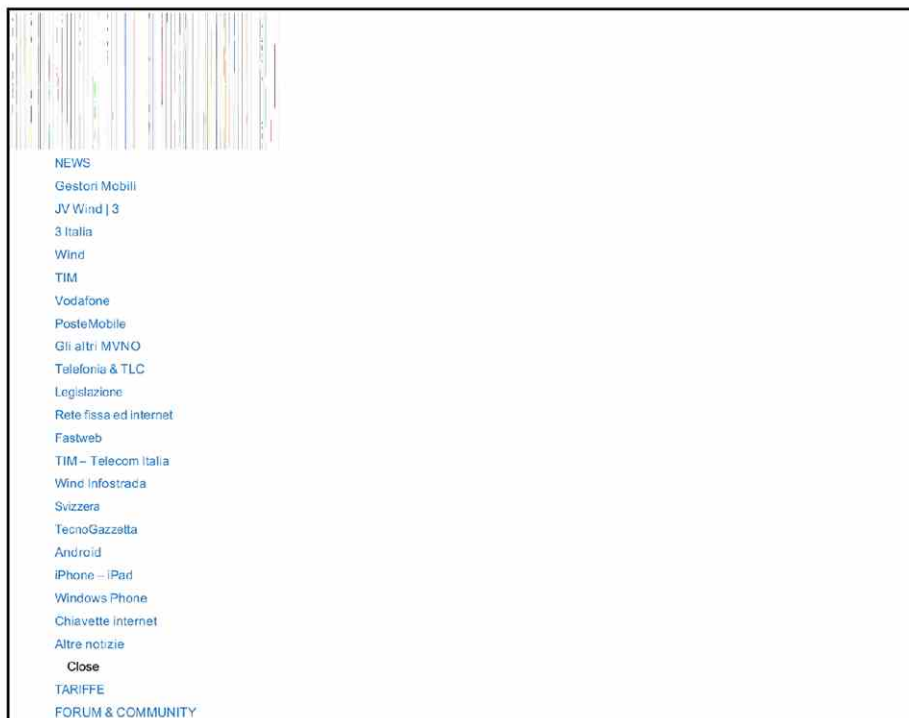 NEWS
Gestori Mobili
JV Wind | 3
3 Italia
Wind
TIM
Vodafone
PosteMobile
Gli altri MVNO
Telefonia & TLC
Legislazione
Rete fissa ed internet
Fastweb
TIM – Telecom Italia
Wind Infostrada
Svizzera
TecnoGazzetta
Android
iPhone – iPad
Windows Phone
Chiavette internet
Altre notizie
Close
TARIFFE
FORUM & COMMUNITY